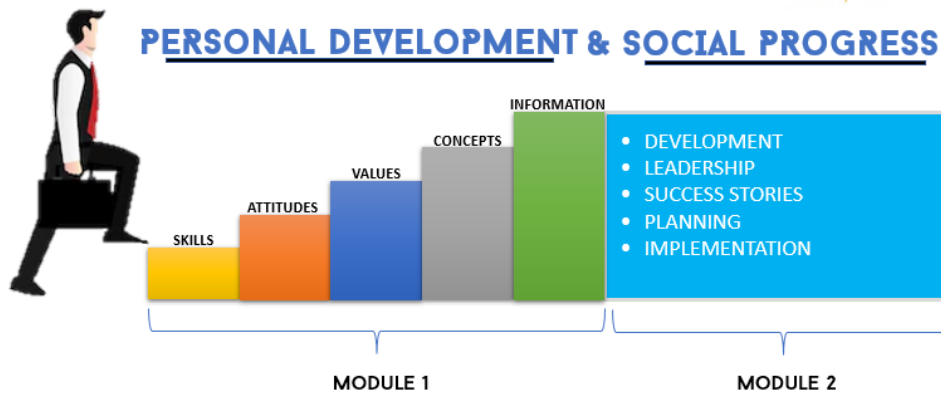 PERSONAL DEVELOPMENT & SOCIAL PROGRESS
INFORMATION
CONCEPTS
VALUES
ATTITUDES
SKILLS
• DEVELOPMENT
• LEADERSHIP
• SUCCESS STORIES
• PLANNING
• IMPLEMENTATION
MODULE 1
MODULE 2